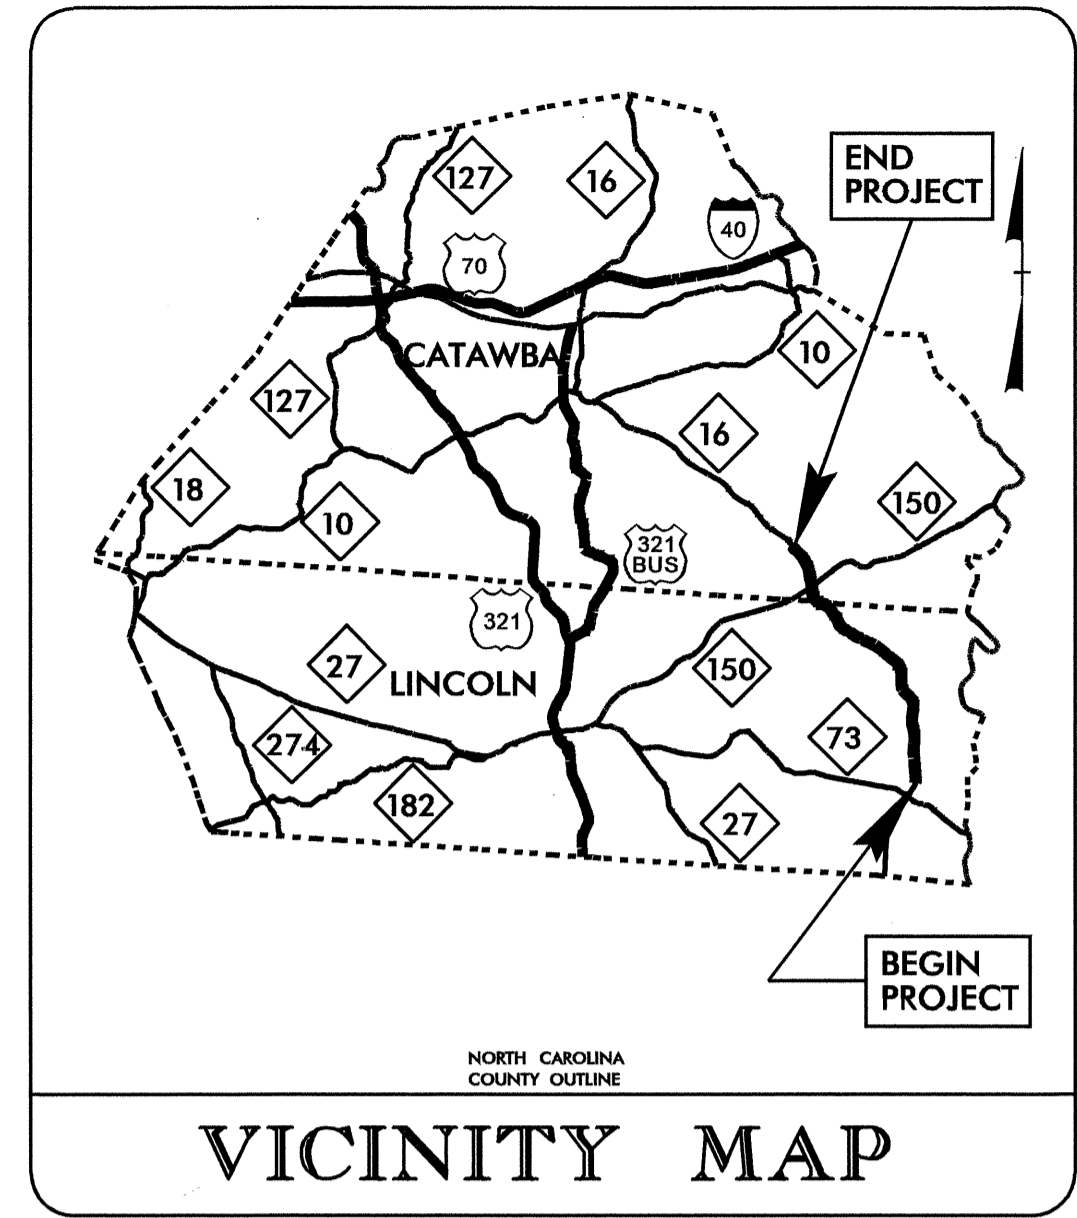 127
16
END
PROJECT
40
70
CATAWBA
10
127
16
18
150
10
321
BUS
321
27
LINCOLN
150
274
73
182
27
BEGIN
PROJECT
NORTH CAROLINA
COUNTY OUTLINE
VICINITY MAP